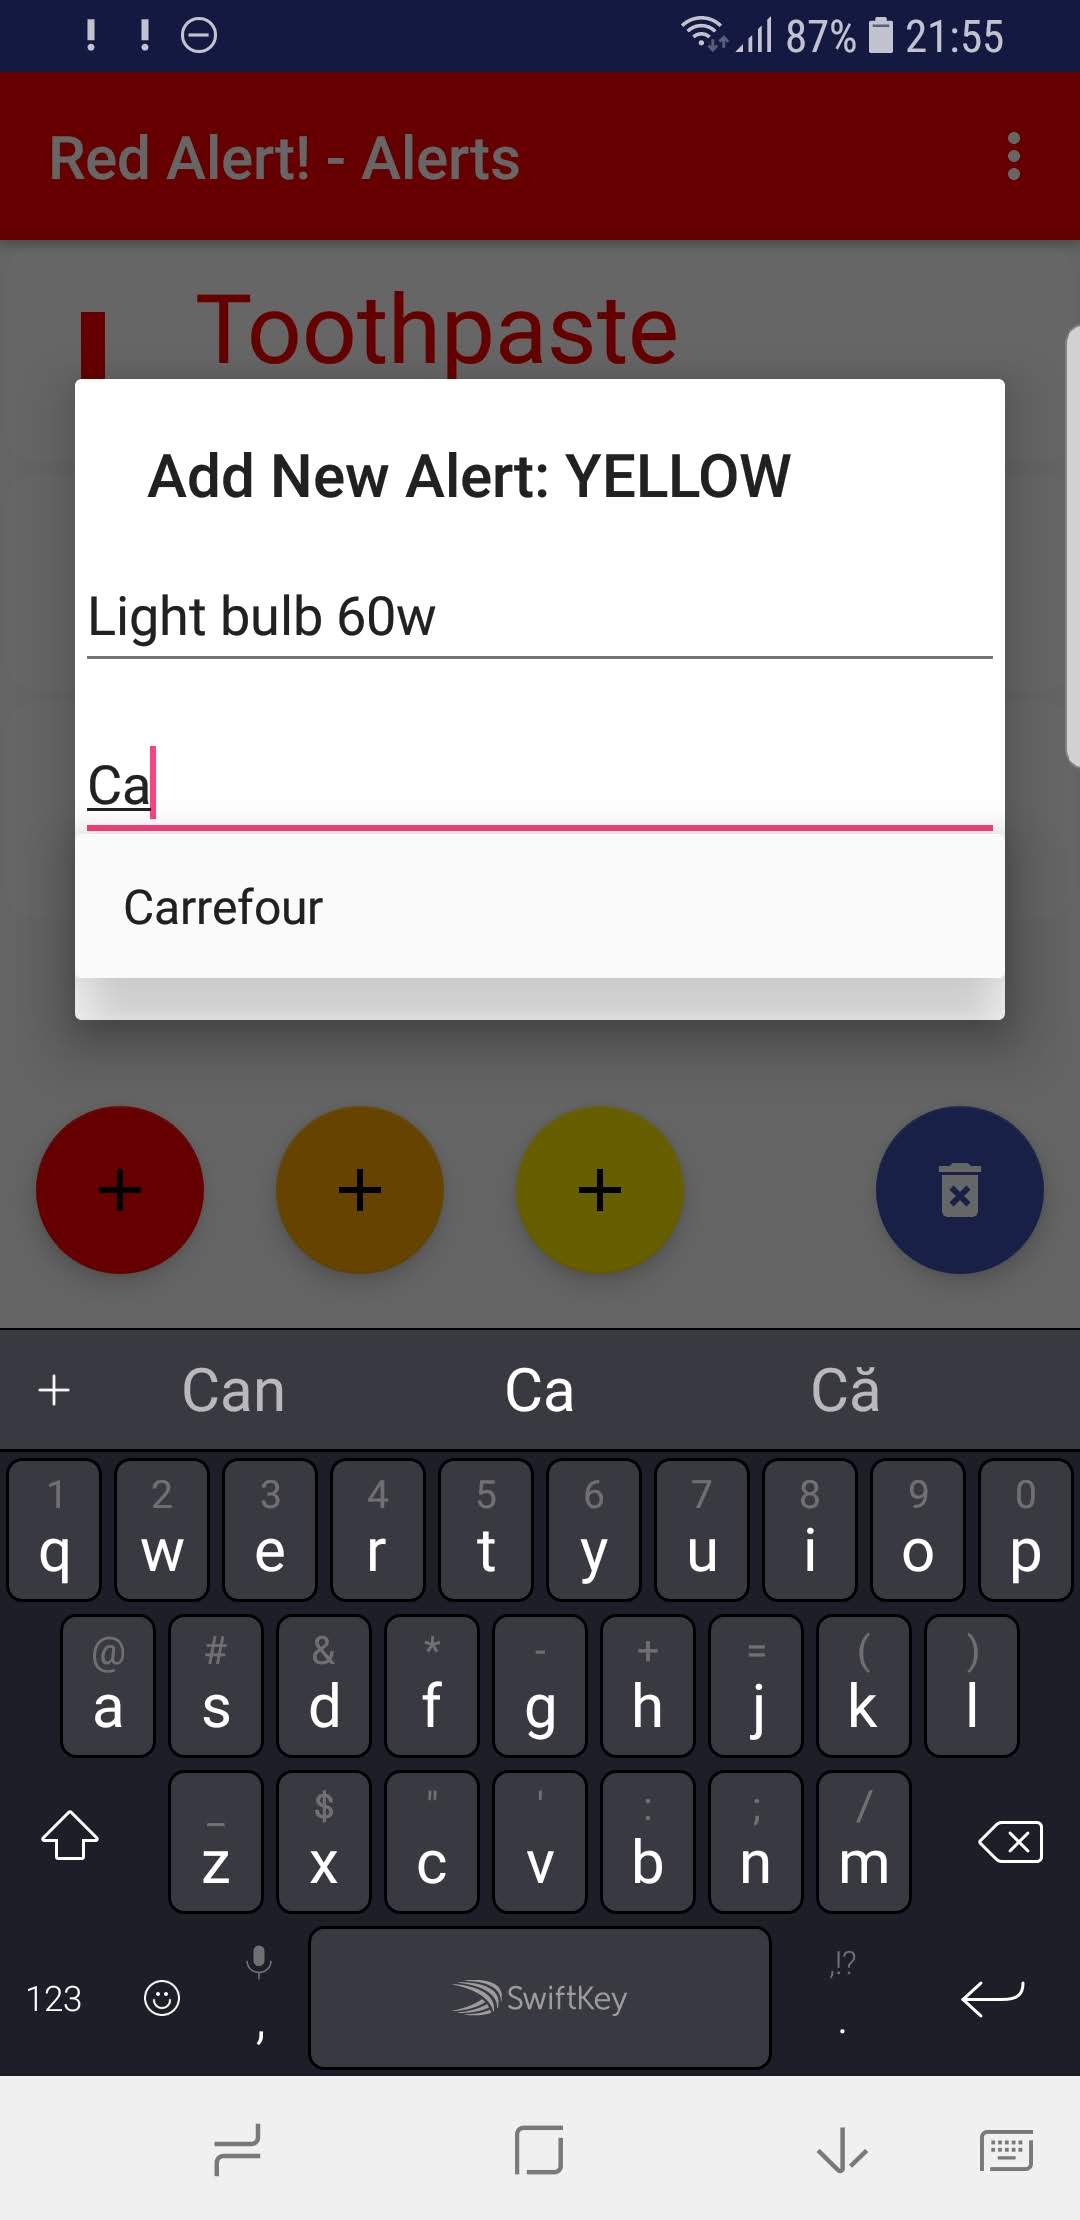 87% 21:55
Red Alert! - Alerts
Toothpaste
Add New Alert: YELLOW
Light bulb 60w
Ca
Carrefour
Can Ca Că
1 2 3 4 5 6 7 8 9 0
q w e r t y u i o p
@ # & * - + = ( )
a s d f g h j k l
_ $ " ' : ; /
z x c v b n m
,!?
123 , SwiftKey .